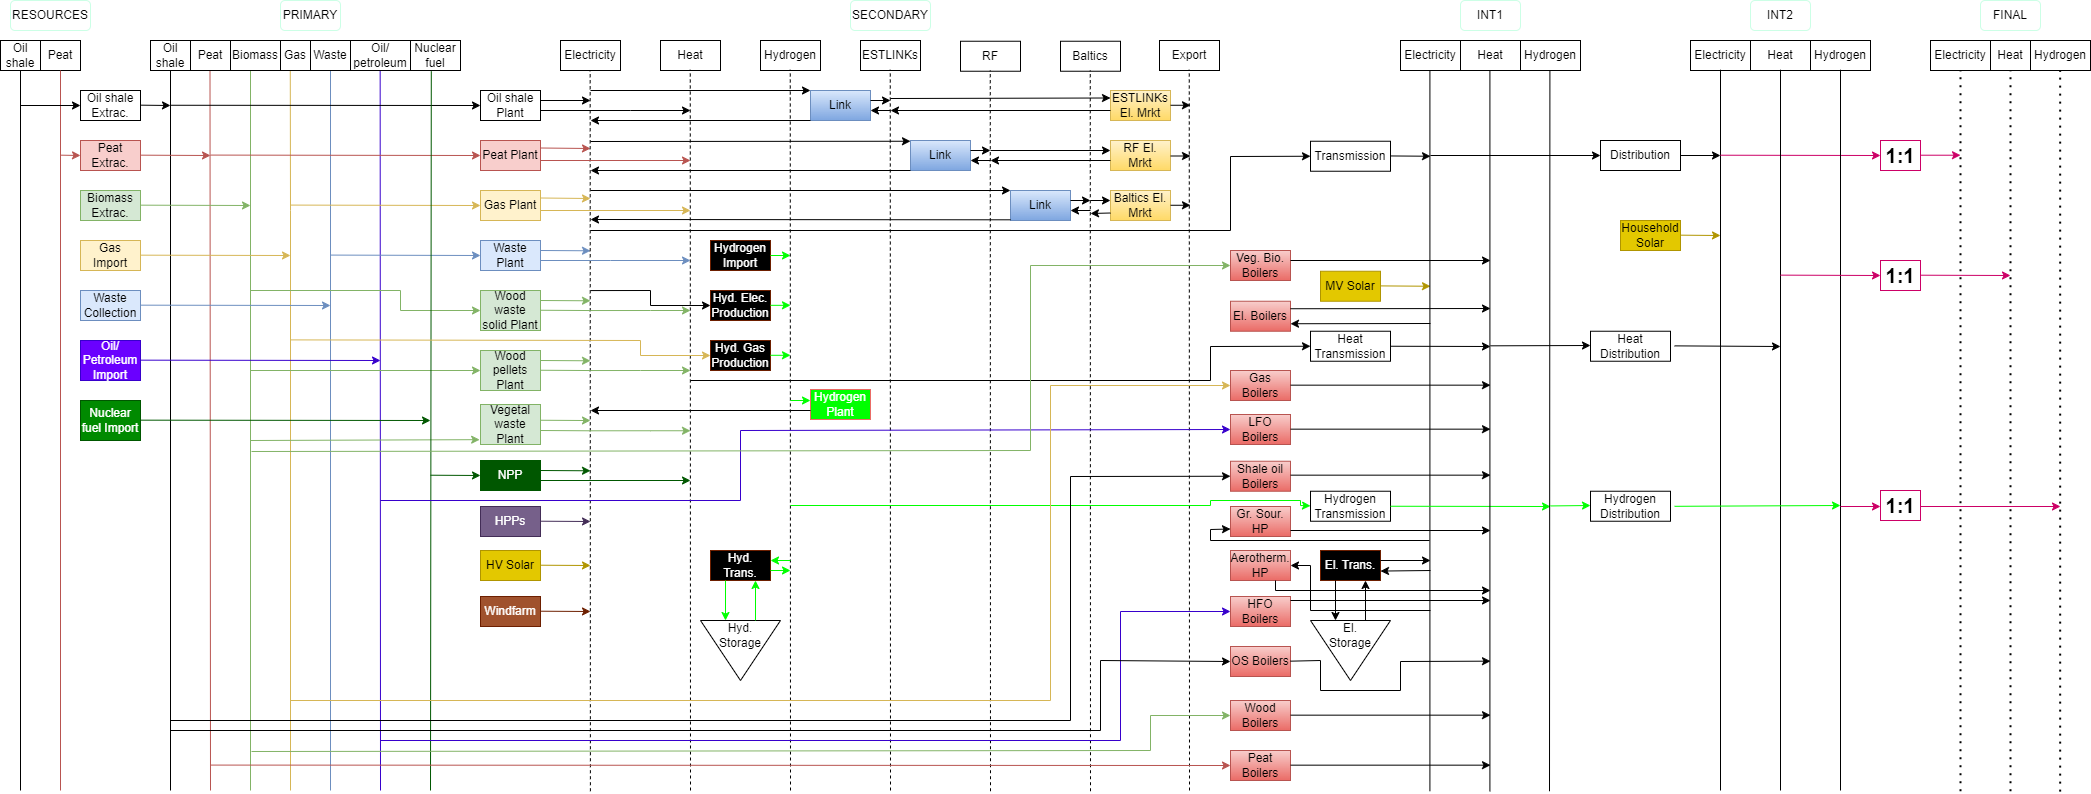 RESOURCES
PRIMARY
SECONDARY
INT1
INT2
FINAL
Oil
shale
Peat
Oil
shale
Peat
Biomass
Gas
Waste
Oil/
petroleum
Nuclear
fuel
Electricity
Heat
Hydrogen
ESTLINKs
RF
Baltics
Export
Electricity
Heat
Hydrogen
Electricity
Heat
Hydrogen
Electricity
Heat
Hydrogen
Oil shale
Extrac.
Oil shale
Plant
Link
ESTLINKs
El. Mrkt
Peat
Extrac.
Peat Plant
Link
RF El.
Mrkt
Transmission
Distribution
1:1
Biomass
Extrac.
Gas Plant
Link
Baltics El.
Mrkt
Household
Solar
Gas
Import
Waste
Plant
Hydrogen
Import
Veg. Bio.
Boilers
MV Solar
1:1
Waste
Collection
Wood
waste
solid Plant
Hyd. Elec.
Production
El. Boilers
Oil/
Petroleum
Import
Wood
pellets
Plant
Hyd. Gas
Production
Heat
Transmission
Heat
Distribution
Gas
Boilers
Nuclear
fuel Import
Vegetal
waste
Plant
Hydrogen
Plant
LFO
Boilers
NPP
Shale oil
Boilers
HPPs
Gr. Sour.
HP
Hydrogen
Transmission
Hydrogen
Distribution
1:1
HV Solar
Hyd.
Trans.
Aerotherm.
HP
El. Trans.
Windfarm
HFO
Boilers
Hyd.
Storage
El.
Storage
OS Boilers
Wood
Boilers
Peat
Boilers